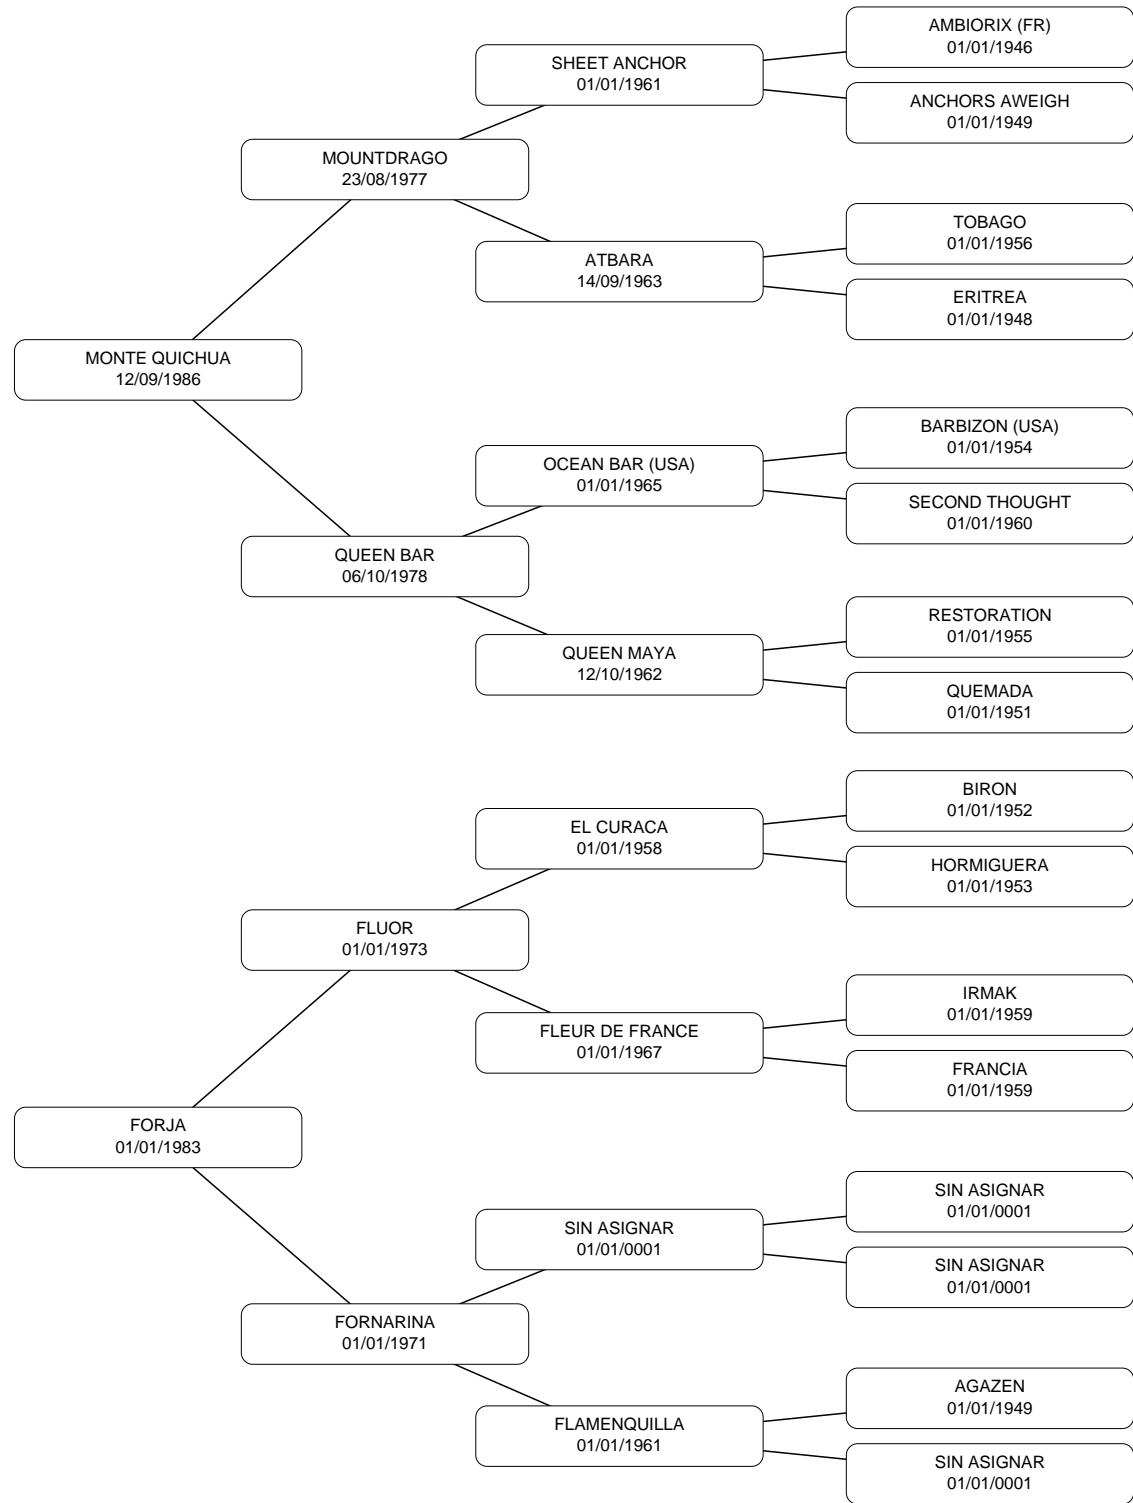 AMBIORIX (FR)
01/01/1946
SHEET ANCHOR
01/01/1961
ANCHORS AWEIGH
01/01/1949
MOUNTDRAGO
23/08/1977
TOBAGO
01/01/1956
ATBARA
14/09/1963
ERITREA
01/01/1948
MONTE QUICHUA
12/09/1986
BARBIZON (USA)
01/01/1954
OCEAN BAR (USA)
01/01/1965
SECOND THOUGHT
01/01/1960
QUEEN BAR
06/10/1978
RESTORATION
01/01/1955
QUEEN MAYA
12/10/1962
QUEMADA
01/01/1951
BIRON
01/01/1952
EL CURACA
01/01/1958
HORMIGUERA
01/01/1953
FLUOR
01/01/1973
IRMAK
01/01/1959
FLEUR DE FRANCE
01/01/1967
FRANCIA
01/01/1959
FORJA
01/01/1983
SIN ASIGNAR
01/01/0001
SIN ASIGNAR
01/01/0001
SIN ASIGNAR
01/01/0001
FORNARINA
01/01/1971
AGAZEN
01/01/1949
FLAMENQUILLA
01/01/1961
SIN ASIGNAR
01/01/0001